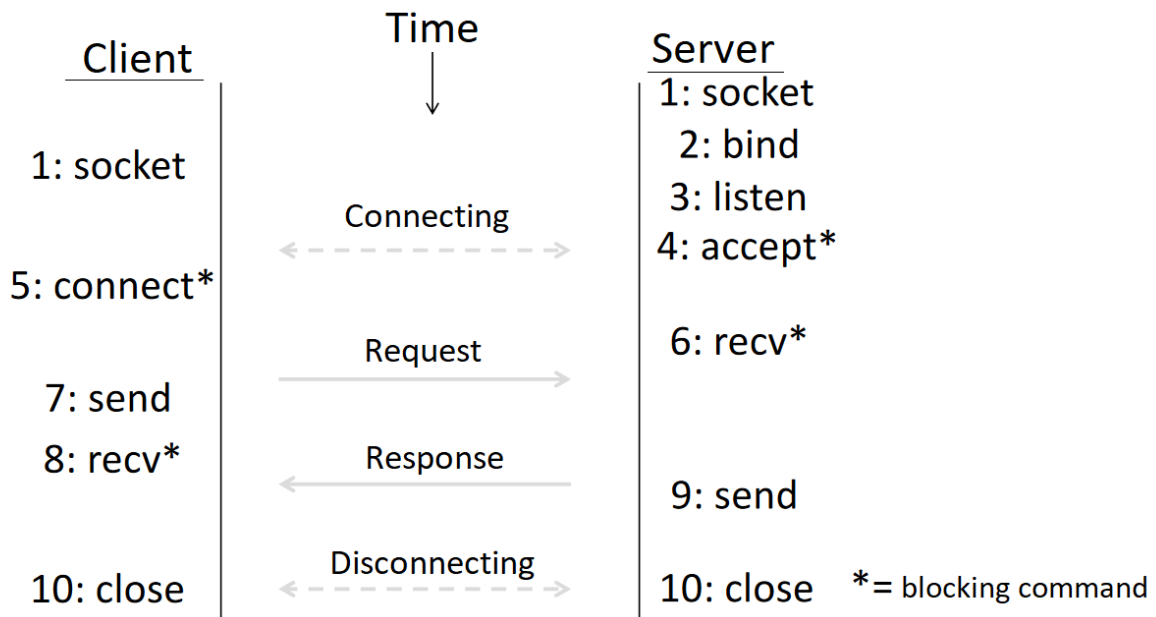 Time
Client
Server
1: socket
2: bind
1: socket
3: listen
Connecting
4: accept*
5: connect*
6: recv*
Request
7: send
8: recv*
Response
9: send
Disconnecting
10: close
10: close
*= blocking command